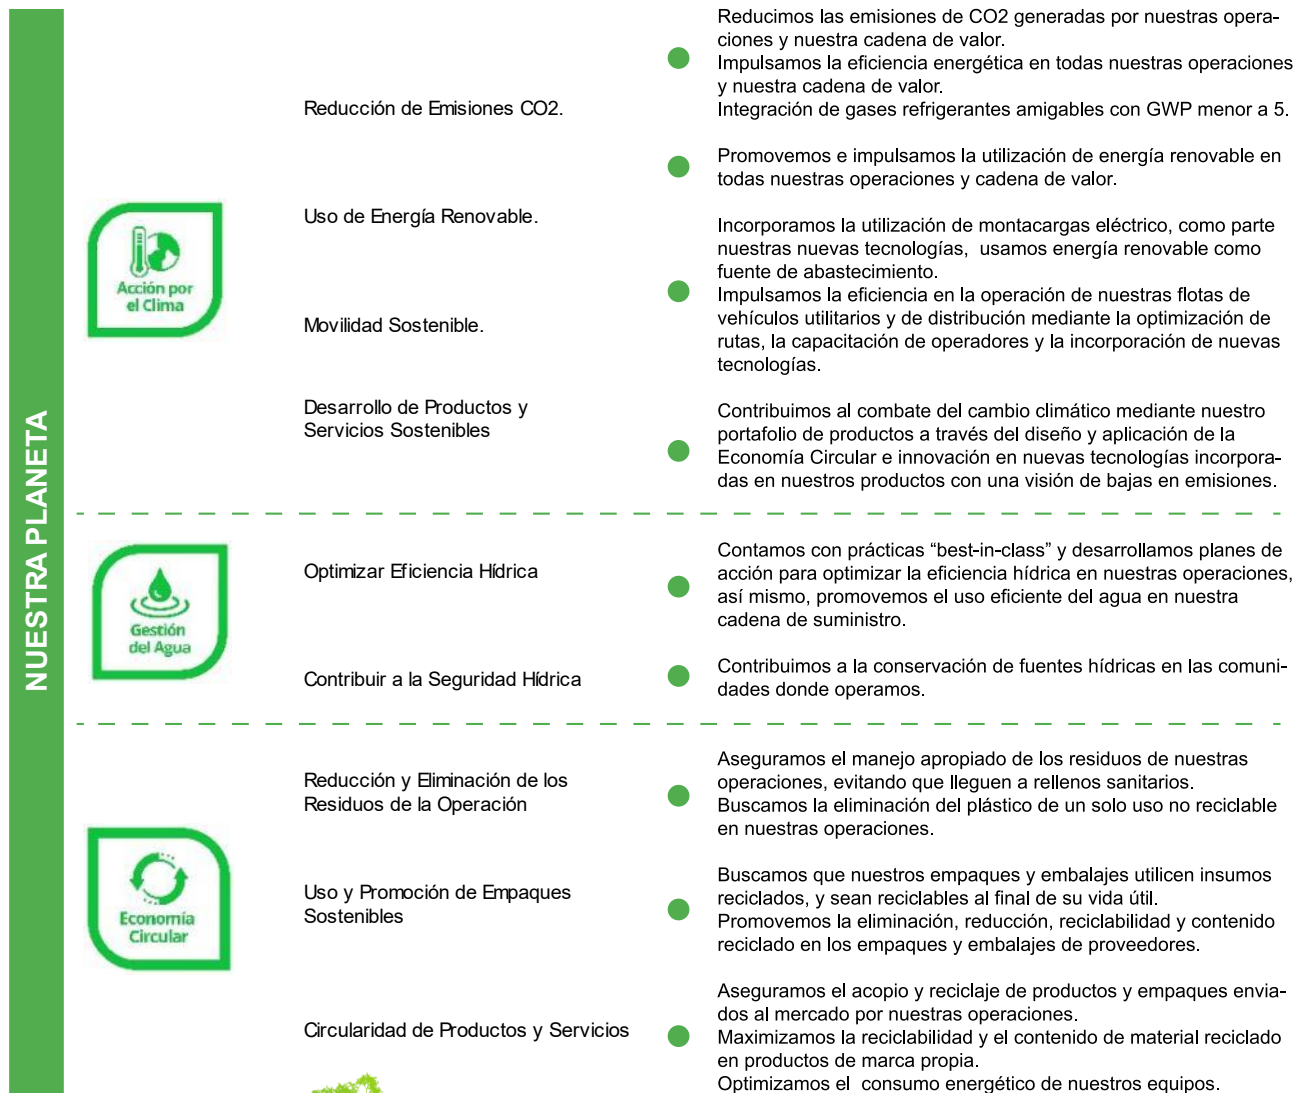 NUESTRA PLANETA
Acción por
el Clima
Reducción de Emisiones CO2.
Reducimos las emisiones de CO2 generadas por nuestras opera-
ciones y nuestra cadena de valor.
Impulsamos la eficiencia energética en todas nuestras operaciones
y nuestra cadena de valor.
Integración de gases refrigerantes amigables con GWP menor a 5.
Uso de Energía Renovable.
Promovemos e impulsamos la utilización de energía renovable en
todas nuestras operaciones y cadena de valor.
Movilidad Sostenible.
Incorporamos la utilización de montacargas eléctrico, como parte
nuestras nuevas tecnologías, usamos energía renovable como
fuente de abastecimiento.
Impulsamos la eficiencia en la operación de nuestras flotas de
vehículos utilitarios y de distribución mediante la optimización de
rutas, la capacitación de operadores y la incorporación de nuevas
tecnologías.
Desarrollo de Productos y
Servicios Sostenibles
Contribuimos al combate del cambio climático mediante nuestro
portafolio de productos a través del diseño y aplicación de la
Economía Circular e innovación en nuevas tecnologías incorpora-
das en nuestros productos con una visión de bajas en emisiones.
Gestión
del Agua
Optimizar Eficiencia Hídrica
Contamos con prácticas “best-in-class” y desarrollamos planes de
acción para optimizar la eficiencia hídrica en nuestras operaciones,
así mismo, promovemos el uso eficiente del agua en nuestra
cadena de suministro.
Contribuir a la Seguridad Hídrica
Contribuimos a la conservación de fuentes hídricas en las comuni-
dades donde operamos.
Economía
Circular
Reducción y Eliminación de los
Residuos de la Operación
Aseguramos el manejo apropiado de los residuos de nuestras
operaciones, evitando que lleguen a rellenos sanitarios.
Buscamos la eliminación del plástico de un solo uso no reciclable
en nuestras operaciones.
Uso y Promoción de Empaques
Sostenibles
Buscamos que nuestros empaques y embalajes utilicen insumos
reciclados, y sean reciclables al final de su vida útil.
Promovemos la eliminación, reducción, reciclabilidad y contenido
reciclado en los empaques y embalajes de proveedores.
Circularidad de Productos y Servicios
Aseguramos el acopio y reciclaje de productos y empaques envia-
dos al mercado por nuestras operaciones.
Maximizamos la reciclabilidad y el contenido de material reciclado
en productos de marca propia.
Optimizamos el consumo energético de nuestros equipos.